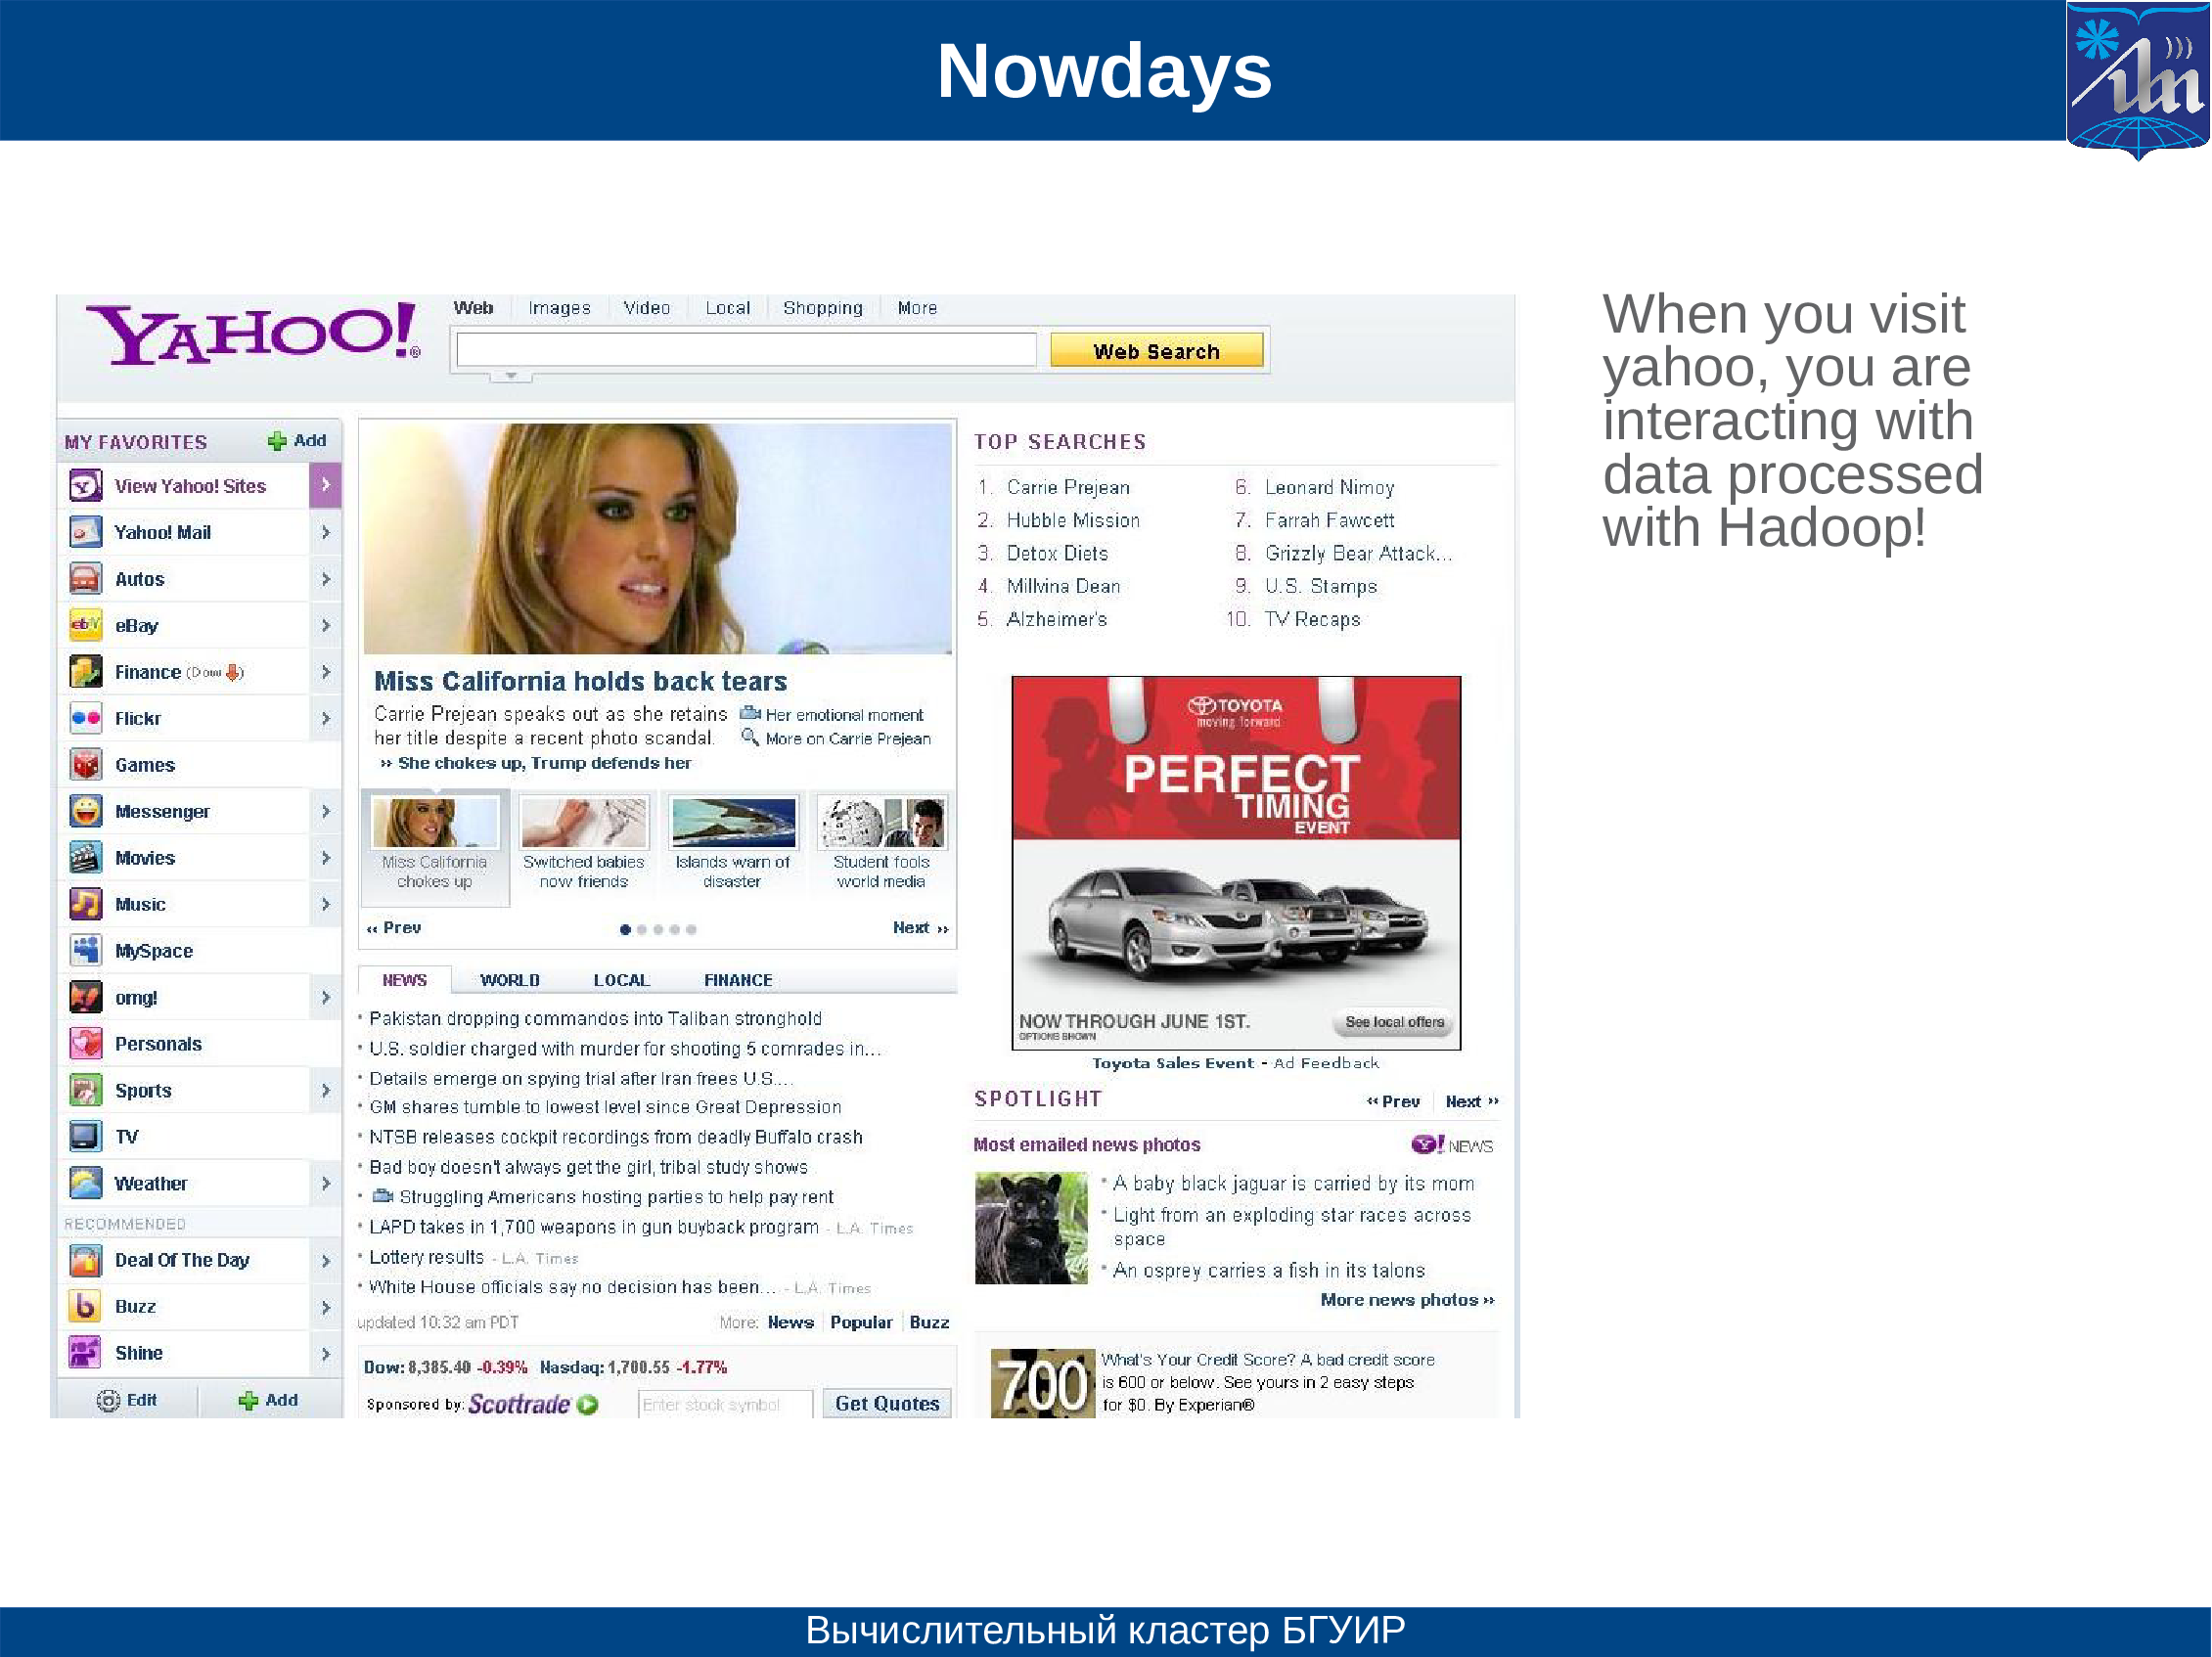 Nowdays
YAHOO!®
Web
Images
Video
Local
Shopping
More
Web Search
When you visit
yahoo, you are
interacting with
data processed
with Hadoop!
MY FAVORITES
Add
View Yahoo! Sites
Yahoo! Mail
Autos
eBay
Finance (Dow )
Flickr
Games
Messenger
Movies
Music
MySpace
omg!
Personals
Sports
TV
Weather
RECOMMENDED
Deal Of The Day
Buzz
Shine
Edit
Add
Miss California holds back tears
Carrie Prejean speaks out as she retains
her title despite a recent photo scandal.
Her emotional moment
More on Carrie Prejean
» She chokes up, Trump defends her
Miss California
chokes up
Switched babies
now friends
Islands warn of
disaster
Student fools
world media
« Prev
Next »
NEWS
WORLD
LOCAL
FINANCE
• Pakistan dropping commandos into Taliban stronghold
• U.S. soldier charged with murder for shooting 5 comrades in...
• Details emerge on spying trial after Iran frees U.S....
• GM shares tumble to lowest level since Great Depression
• NTSB releases cockpit recordings from deadly Buffalo crash
• Bad boy doesn't always get the girl, tribal study shows
• Struggling Americans hosting parties to help pay rent
• LAPD takes in 1,700 weapons in gun buyback program - L.A. Times
• Lottery results - L.A. Times
• White House officials say no decision has been... - L.A. Times
updated 10:32 am PDT
More: News Popular Buzz
Dow: 8,385.40 -0.39% Nasdaq: 1,700.55 -1.77%
Sponsored by: Scottrade
Enter stock symbol
Get Quotes
TOP SEARCHES
1. Carrie Prejean
2. Hubble Mission
3. Detox Diets
4. Millvina Dean
5. Alzheimer's
6. Leonard Nimoy
7. Farrah Fawcett
8. Grizzly Bear Attack...
9. U.S. Stamps
10. TV Recaps
TOYOTA
moving forward
PERFECT
TIMING
EVENT
NOW THROUGH JUNE 1ST.
OPTIONS SHOWN
See local offers
Toyota Sales Event - Ad Feedback
SPOTLIGHT
« Prev
Next »
Most emailed news photos
Y! NEWS
• A baby black jaguar is carried by its mom
• Light from an exploding star races across
space
• An osprey carries a fish in its talons
More news photos »
700
What's Your Credit Score? A bad credit score
is 600 or below. See yours in 2 easy steps
for $0. By Experian®
Вычислительный кластер БГУИР